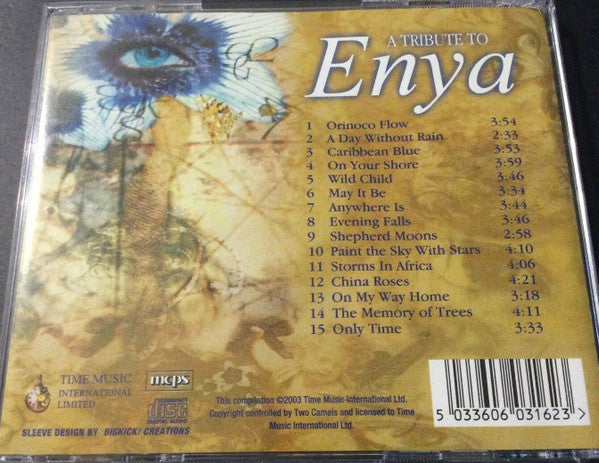 A TRIBUTE TO
Enya
1 Orinoco Flow 3:54
2 A Day Without Rain 2:33
3 Caribbean Blue 3:53
4 On Your Shore 3:59
5 Wild Child 3:46
6 May It Be 3:34
7 Anywhere Is 3:44
8 Evening Falls 3:46
9 Shepherd Moons 2:58
10 Paint the Sky With Stars 4:10
11 Storms In Africa 4:06
12 China Roses 4:21
13 On My Way Home 3:18
14 The Memory of Trees 4:11
15 Only Time 3:33
TIME MUSIC
INTERNATIONAL
LIMITED
mcps
COMPACT
disc
DIGITAL AUDIO
This compilation ©2003 Time Music International Ltd.
Copyright controlled by Two Camels and licensed to Time
Music International Ltd.
5 033606 031623 >
SLEEVE DESIGN BY BIGKICK! CREATIONS